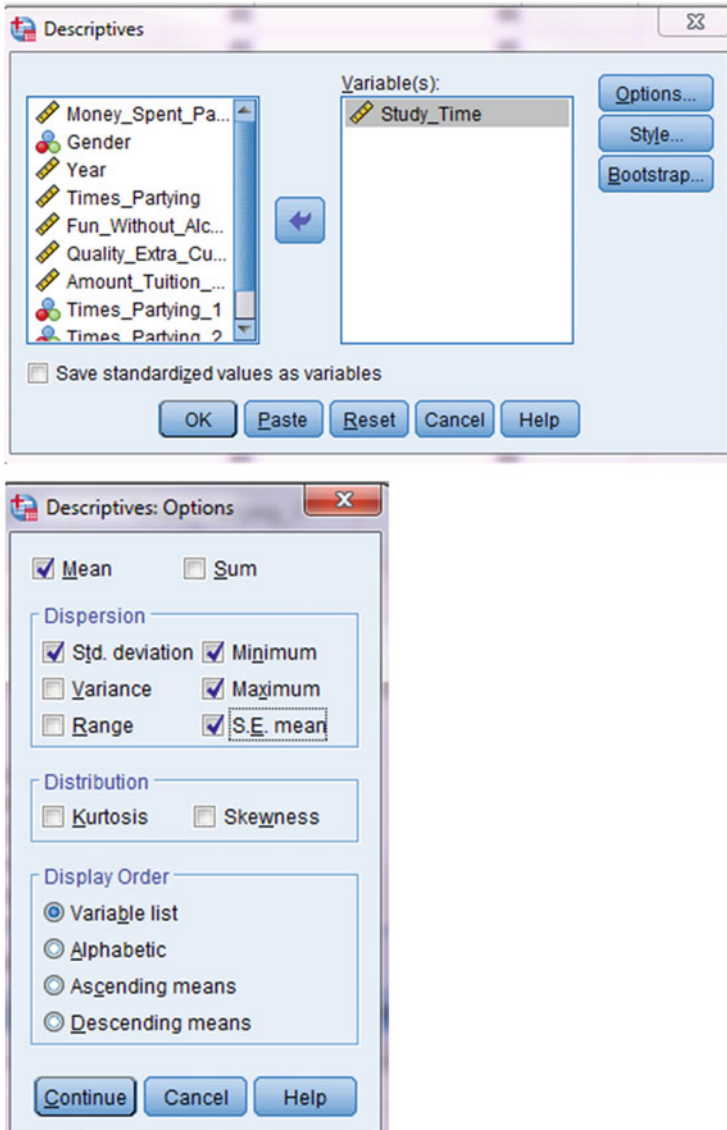 Descriptives
Variable(s):
Money_Spent_Pa...
Gender
Year
Times_Partying
Fun_Without_Alc...
Quality_Extra_Cu...
Amount_Tuition_...
Times_Partying_1
Times_Partying_2
Study_Time
Options...
Style...
Bootstrap...
Save standardized values as variables
OK Paste Reset Cancel Help
Descriptives: Options
Mean Sum
Dispersion
Std. deviation Minimum
Variance Maximum
Range S.E. mean
Distribution
Kurtosis Skewness
Display Order
Variable list
Alphabetic
Ascending means
Descending means
Continue Cancel Help